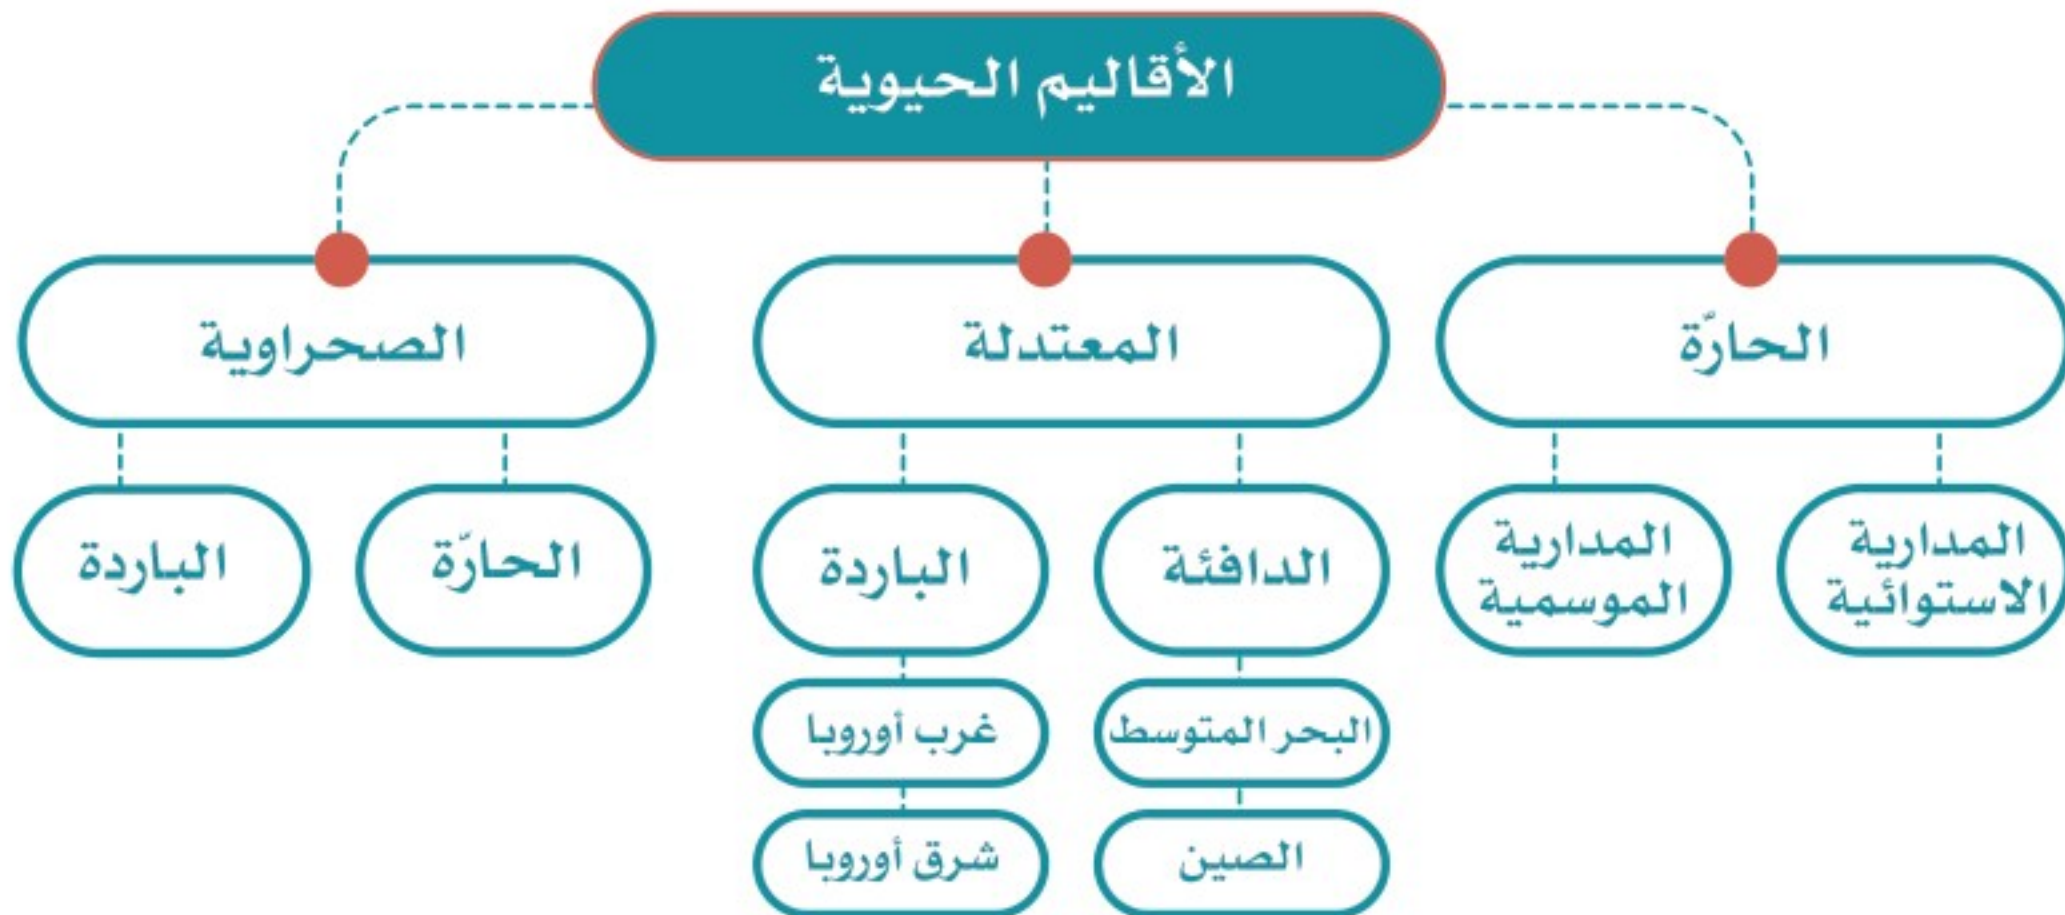 الأقاليم الحيوية
الحارّة
المعتدلة
الصحراوية
المدارية
الاستوائية
المدارية
الموسمية
الدافئة
الباردة
الحارّة
الباردة
البحر المتوسط
غرب أوروبا
الصين
شرق أوروبا